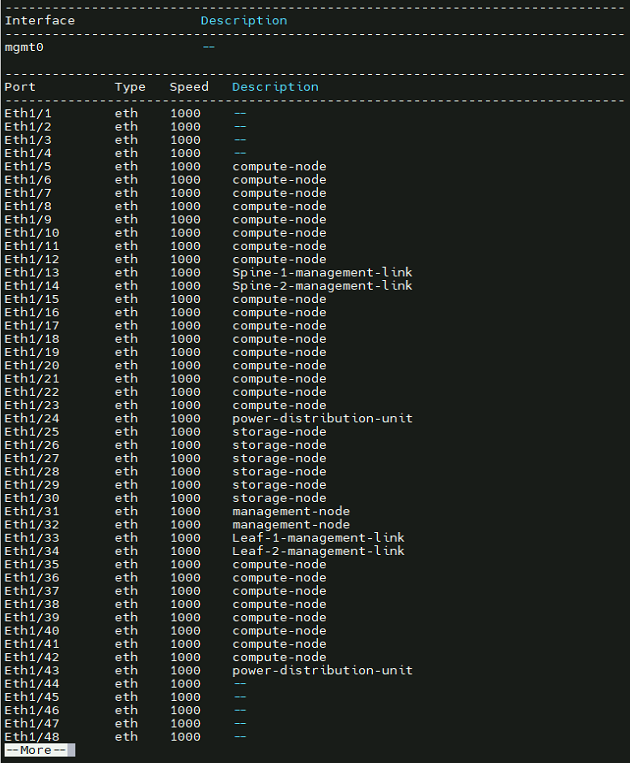 --------------------------------------------------------------------------------
Interface                Description
--------------------------------------------------------------------------------
mgmt0                    --
--------------------------------------------------------------------------------
Port          Type   Speed   Description
--------------------------------------------------------------------------------
Eth1/1        eth    1000    --
Eth1/2        eth    1000    --
Eth1/3        eth    1000    --
Eth1/4        eth    1000    --
Eth1/5        eth    1000    compute-node
Eth1/6        eth    1000    compute-node
Eth1/7        eth    1000    compute-node
Eth1/8        eth    1000    compute-node
Eth1/9        eth    1000    compute-node
Eth1/10       eth    1000    compute-node
Eth1/11       eth    1000    compute-node
Eth1/12       eth    1000    compute-node
Eth1/13       eth    1000    Spine-1-management-link
Eth1/14       eth    1000    Spine-2-management-link
Eth1/15       eth    1000    compute-node
Eth1/16       eth    1000    compute-node
Eth1/17       eth    1000    compute-node
Eth1/18       eth    1000    compute-node
Eth1/19       eth    1000    compute-node
Eth1/20       eth    1000    compute-node
Eth1/21       eth    1000    compute-node
Eth1/22       eth    1000    compute-node
Eth1/23       eth    1000    compute-node
Eth1/24       eth    1000    power-distribution-unit
Eth1/25       eth    1000    storage-node
Eth1/26       eth    1000    storage-node
Eth1/27       eth    1000    storage-node
Eth1/28       eth    1000    storage-node
Eth1/29       eth    1000    storage-node
Eth1/30       eth    1000    storage-node
Eth1/31       eth    1000    management-node
Eth1/32       eth    1000    management-node
Eth1/33       eth    1000    Leaf-1-management-link
Eth1/34       eth    1000    Leaf-2-management-link
Eth1/35       eth    1000    compute-node
Eth1/36       eth    1000    compute-node
Eth1/37       eth    1000    compute-node
Eth1/38       eth    1000    compute-node
Eth1/39       eth    1000    compute-node
Eth1/40       eth    1000    compute-node
Eth1/41       eth    1000    compute-node
Eth1/42       eth    1000    compute-node
Eth1/43       eth    1000    power-distribution-unit
Eth1/44       eth    1000    --
Eth1/45       eth    1000    --
Eth1/46       eth    1000    --
Eth1/47       eth    1000    --
Eth1/48       eth    1000    --
--More--